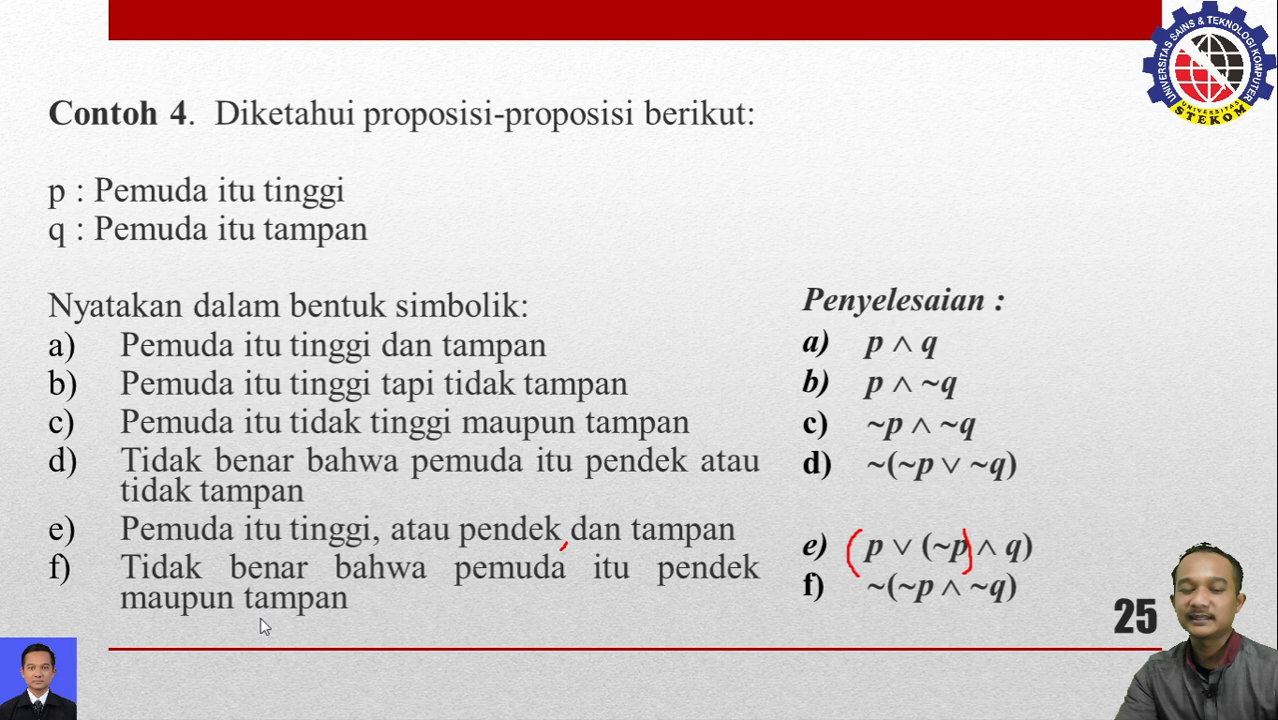 UNIVERSITAS SAINS & TEKNOLOGI KOMPUTER
UNIVERSITAS
STEKOM
Contoh 4. Diketahui proposisi-proposisi berikut:
p : Pemuda itu tinggi
q : Pemuda itu tampan
Nyatakan dalam bentuk simbolik:
a) Pemuda itu tinggi dan tampan
b) Pemuda itu tinggi tapi tidak tampan
c) Pemuda itu tidak tinggi maupun tampan
d) Tidak benar bahwa pemuda itu pendek atau
tidak tampan
e) Pemuda itu tinggi, atau pendek, dan tampan
f) Tidak benar bahwa pemuda itu pendek
maupun tampan
Penyelesaian :
a) p ∧ q
b) p ∧ ~q
c) ~p ∧ ~q
d) ~(~p ∨ ~q)
e) (p ∨ (~p) ∧ q)
f) ~(~p ∧ ~q)
25